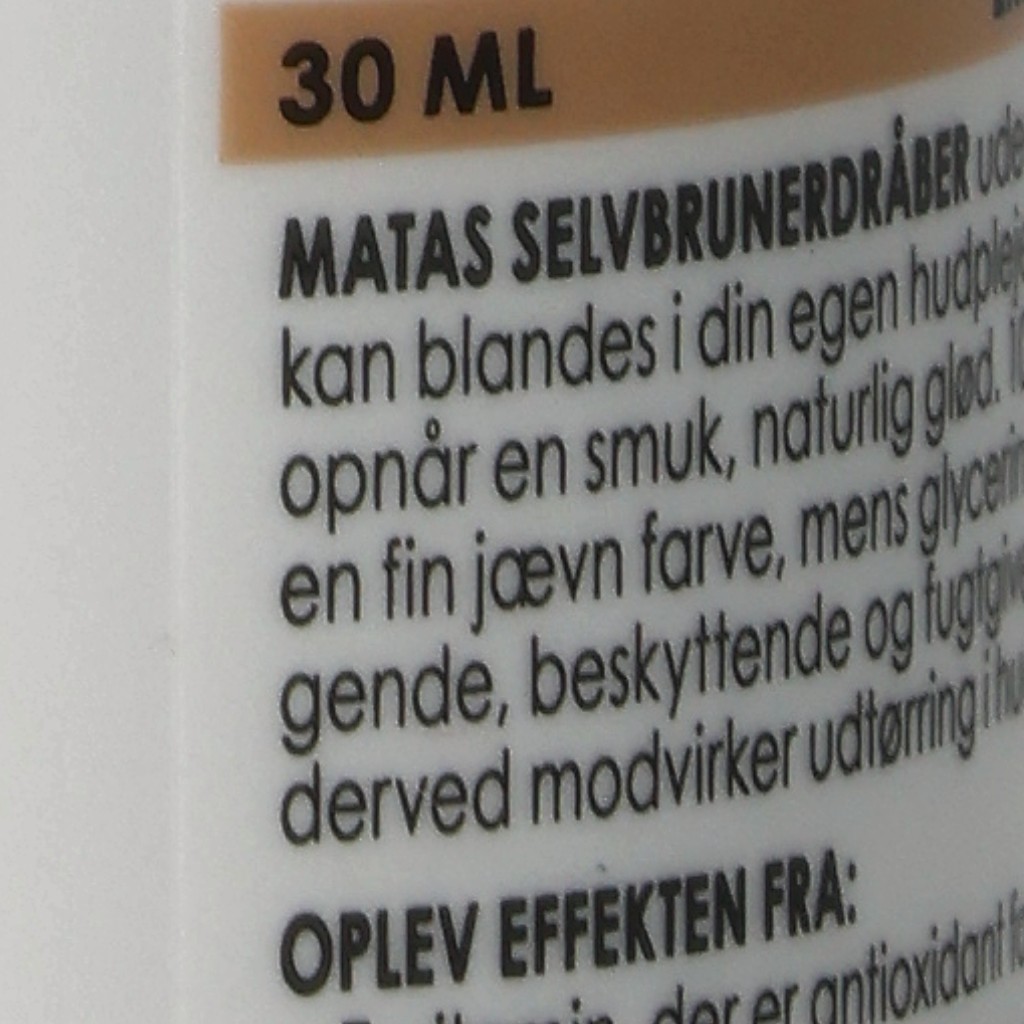 30 ML
MATAS SELVBRUNERDRÅBER
kan blandes i din egen
opnår en smuk, naturlig glød.
en fin jævn farve, mens
gende, beskyttende og
derved modvirker udtørring i
OPLEV EFFEKTEN FRA:
der er antioxidant